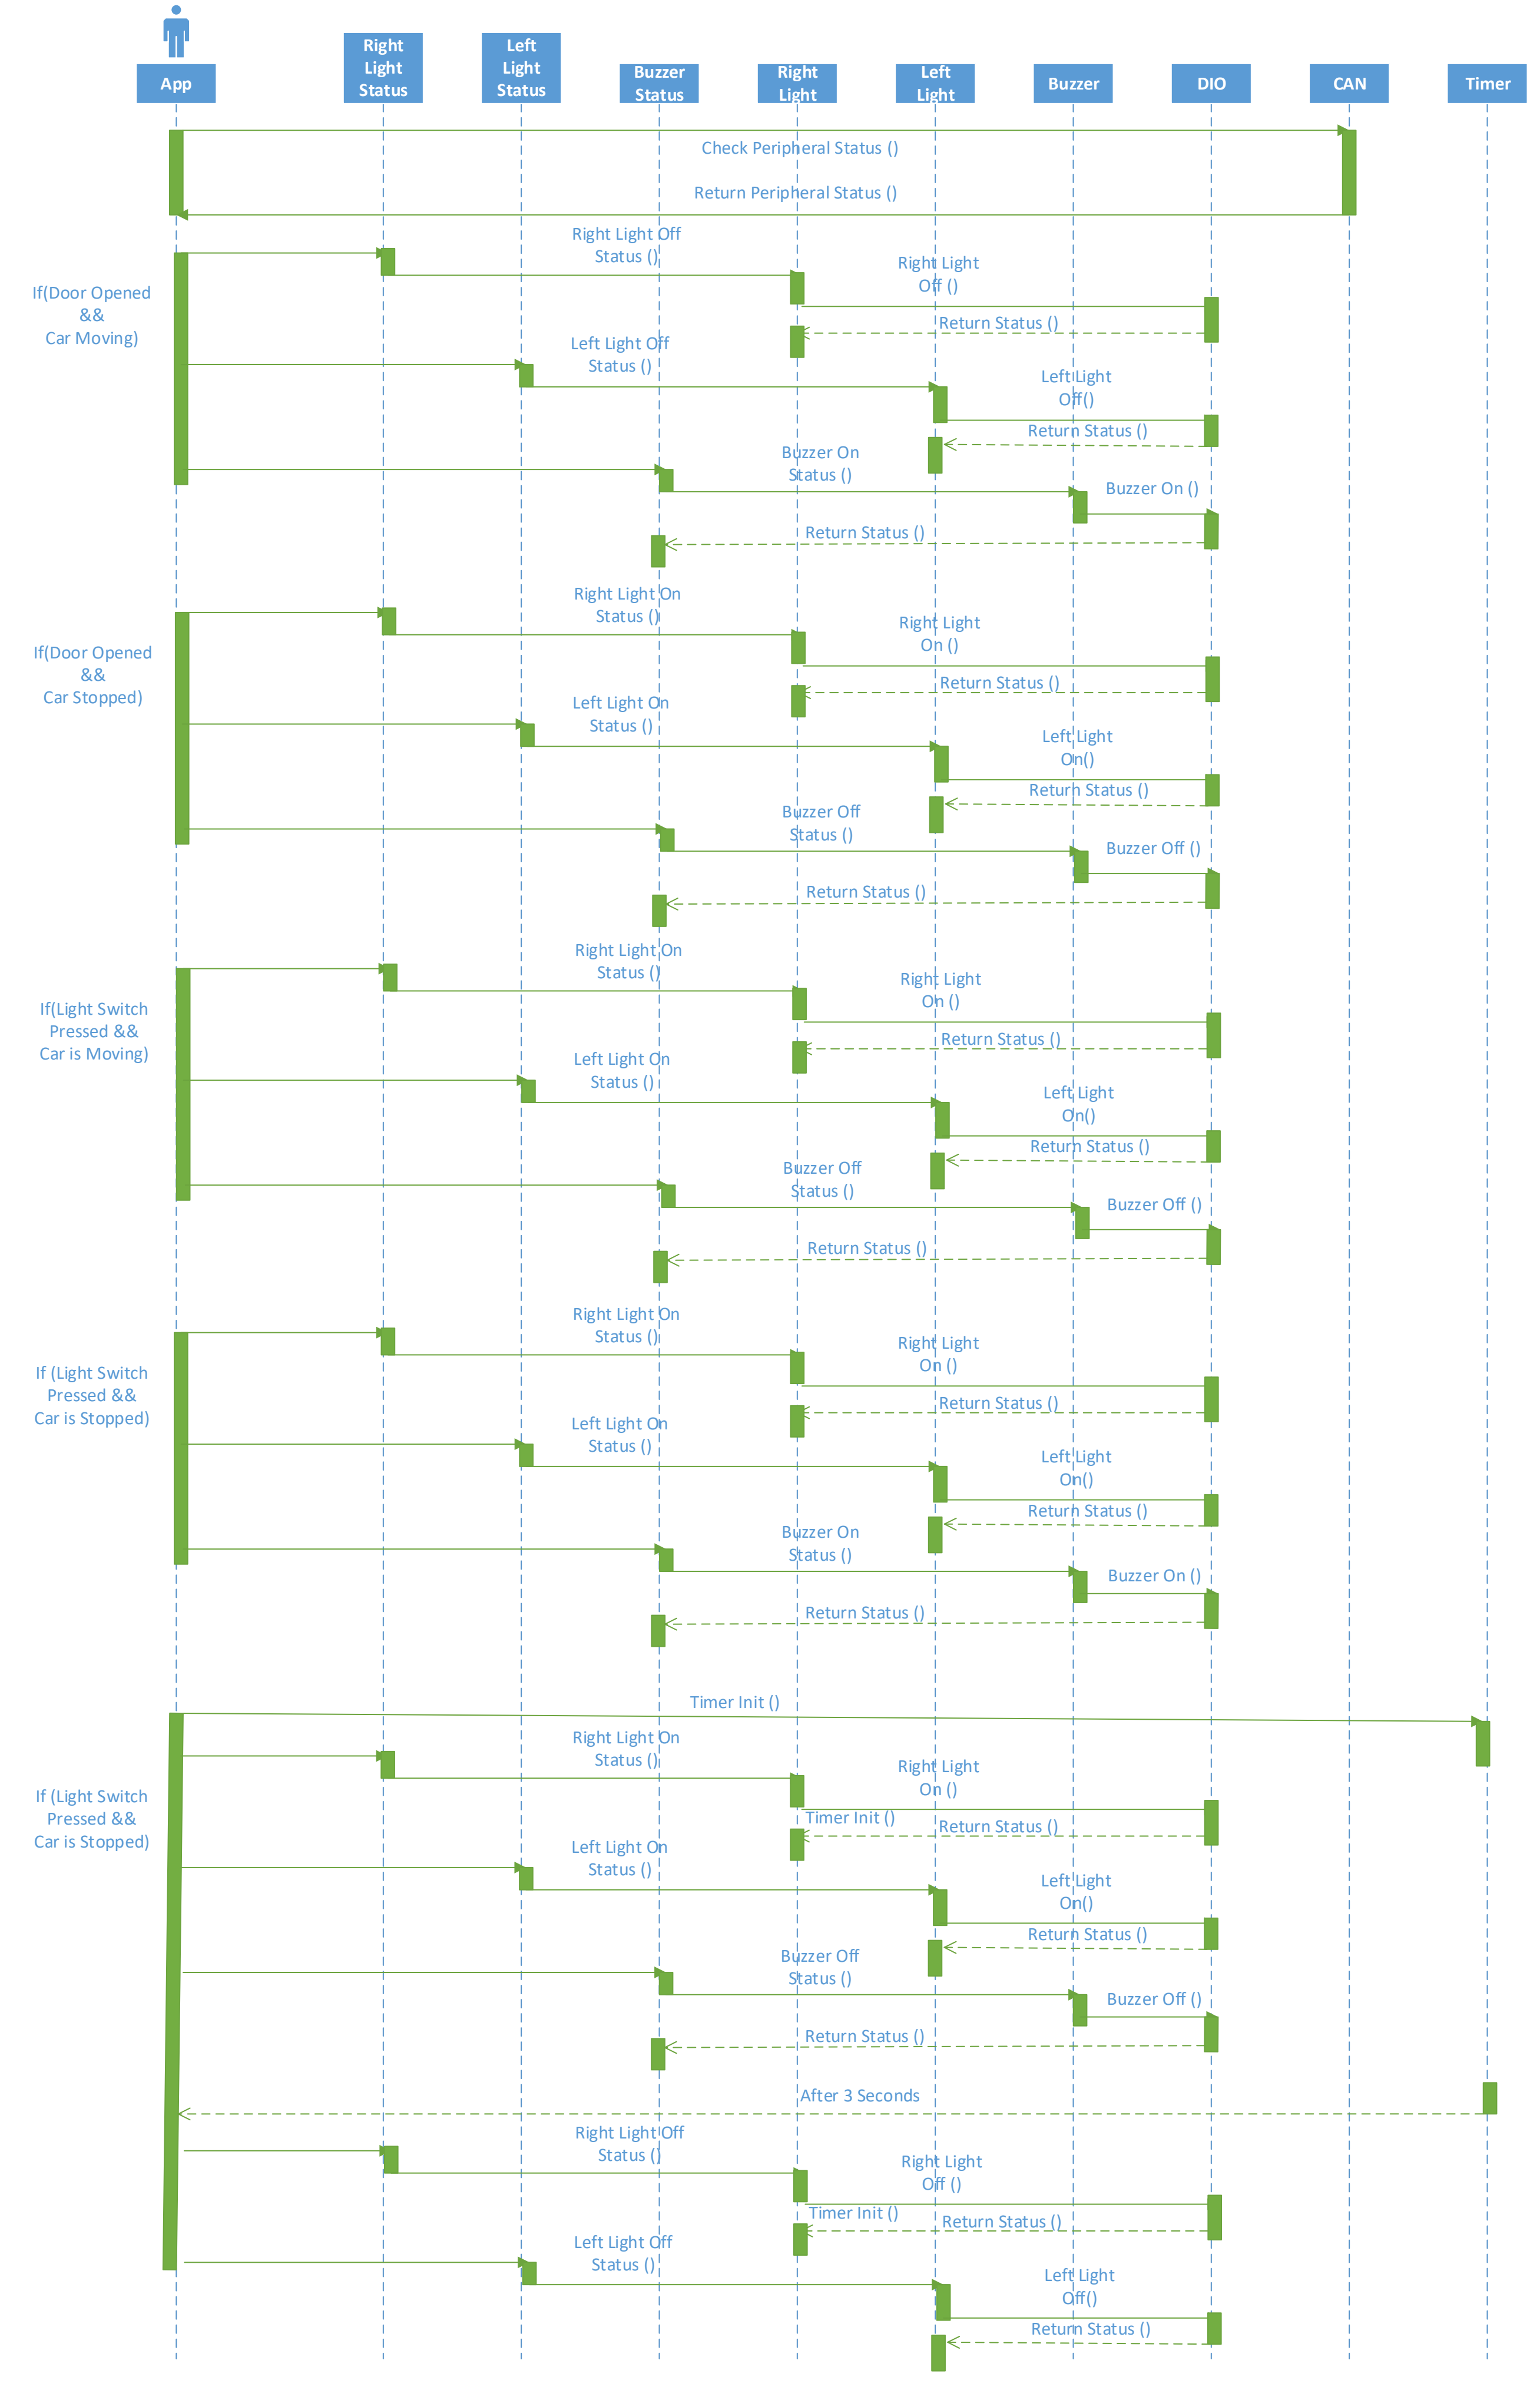 App
Right
Light
Status
Left
Light
Status
Buzzer
Status
Right
Light
Left
Light
Buzzer
DIO
CAN
Timer
Check Peripheral Status ()
Return Peripheral Status ()
If(Door Opened
&&
Car Moving)
Right Light Off
Status ()
Right Light
Off ()
Return Status ()
Left Light Off
Status ()
Left Light
Off()
Return Status ()
Buzzer On
Status ()
Buzzer On ()
Return Status ()
If(Door Opened
&&
Car Stopped)
Right Light On
Status ()
Right Light
On ()
Return Status ()
Left Light On
Status ()
Left Light
On()
Return Status ()
Buzzer Off
Status ()
Buzzer Off ()
Return Status ()
If(Light Switch
Pressed &&
Car is Moving)
Right Light On
Status ()
Right Light
On ()
Return Status ()
Left Light On
Status ()
Left Light
On()
Return Status ()
Buzzer Off
Status ()
Buzzer Off ()
Return Status ()
If (Light Switch
Pressed &&
Car is Stopped)
Right Light On
Status ()
Right Light
On ()
Return Status ()
Left Light On
Status ()
Left Light
On()
Return Status ()
Buzzer On
Status ()
Buzzer On ()
Return Status ()
Timer Init ()
If (Light Switch
Pressed &&
Car is Stopped)
Right Light On
Status ()
Right Light
On ()
Timer Init ()
Return Status ()
Left Light On
Status ()
Left Light
On()
Return Status ()
Buzzer Off
Status ()
Buzzer Off ()
Return Status ()
After 3 Seconds
Right Light Off
Status ()
Right Light
Off ()
Timer Init ()
Return Status ()
Left Light Off
Status ()
Left Light
Off()
Return Status ()